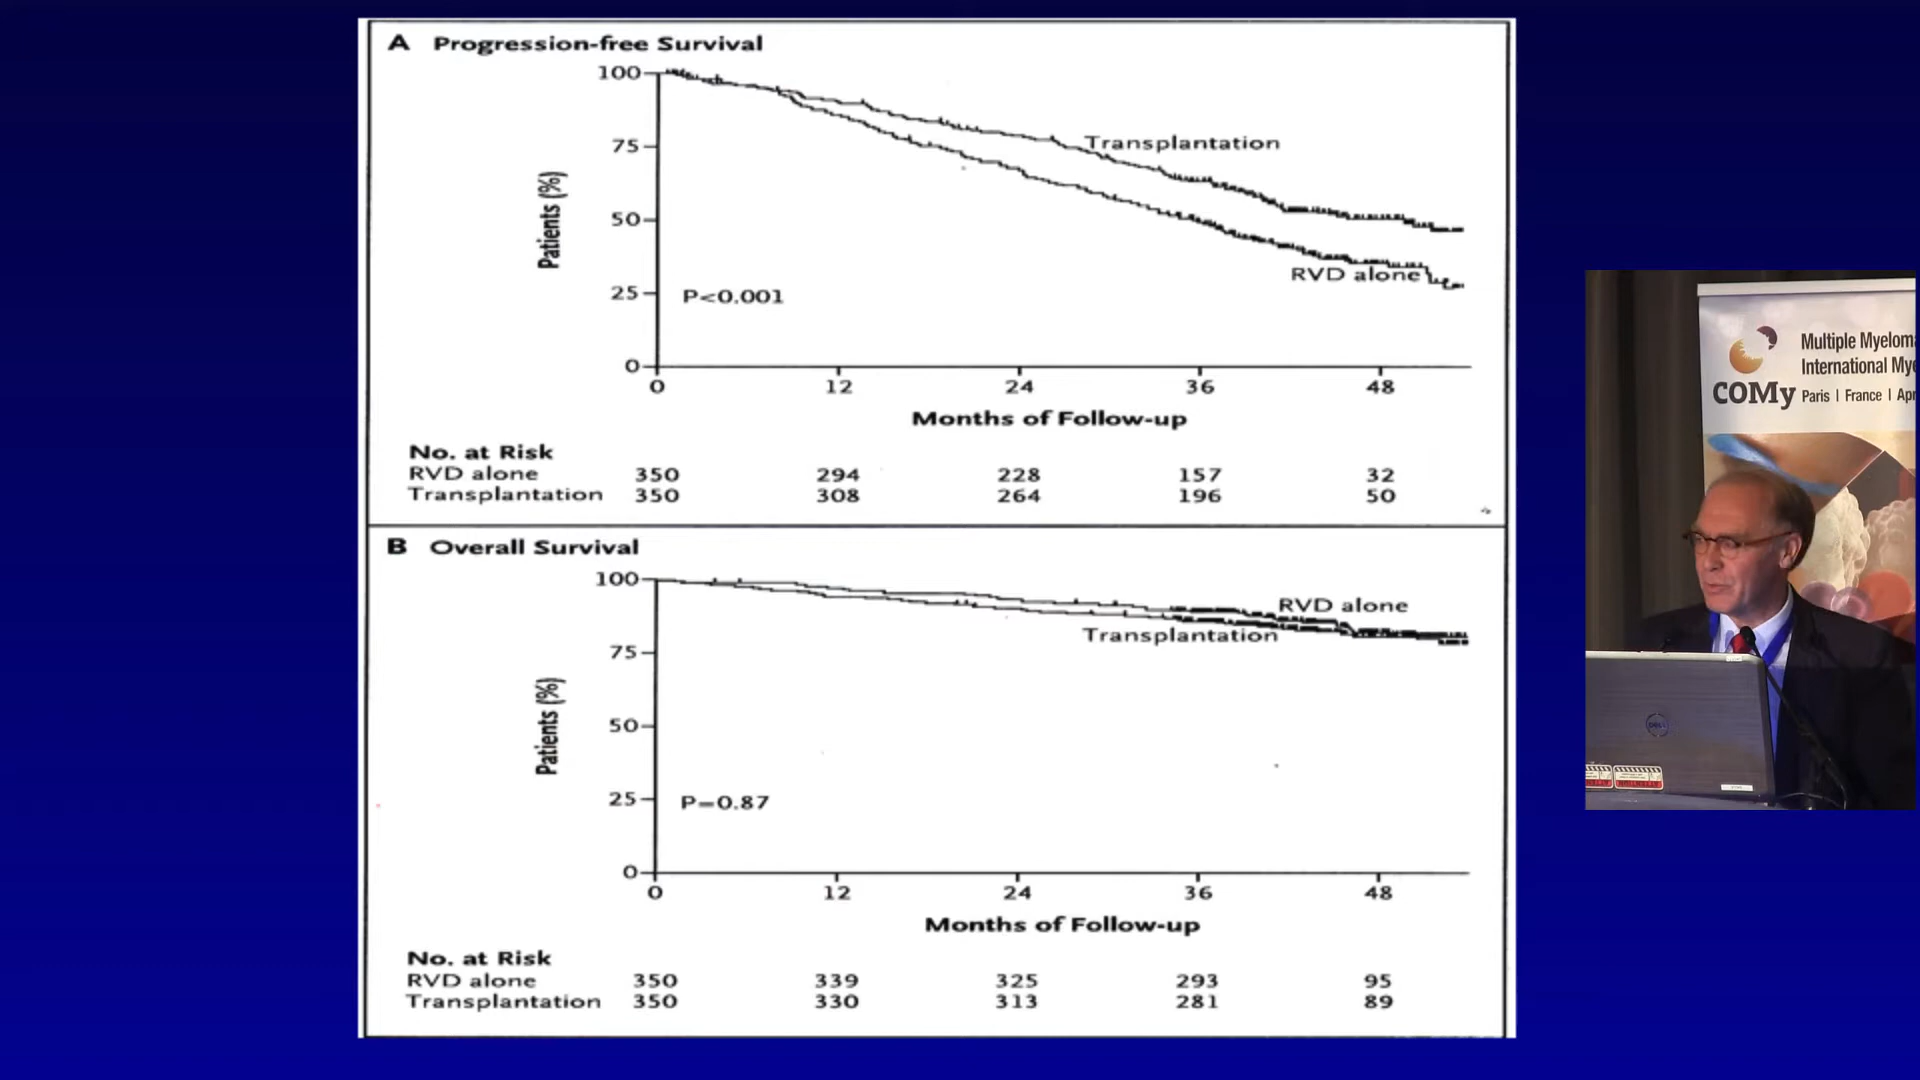 A Progression-free Survival
100
75
50
25
0
Patients (%)
Transplantation
RVD alone
P<0.001
0 12 24 36 48
Months of Follow-up
No. at Risk
RVD alone 350 294 228 157 32
Transplantation 350 308 264 196 50
B Overall Survival
100
75
50
25
0
Patients (%)
RVD alone
Transplantation
P=0.87
0 12 24 36 48
Months of Follow-up
No. at Risk
RVD alone 350 339 325 293 95
Transplantation 350 330 313 281 89
Multiple Myelom
International Mye
COMy Paris | France | Apr
DELL